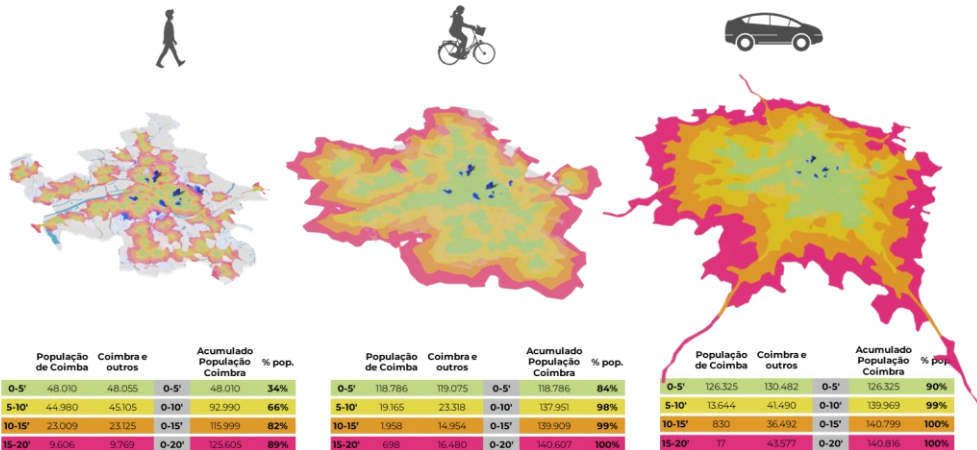 População de Coimba
Coimbra e outros
Acumulado População Coimbra
% pop.
0-5' 48.010 48.055 0-5' 48.010 34%
5-10' 44.980 45.105 0-10' 92.990 66%
10-15' 23.009 23.125 0-15' 115.999 82%
15-20' 9.606 9.769 0-20' 125.605 89%
População de Coimba
Coimbra e outros
Acumulado População Coimbra
% pop.
0-5' 118.786 119.075 0-5' 118.786 84%
5-10' 19.165 23.318 0-10' 137.951 98%
10-15' 1.958 14.954 0-15' 139.909 99%
15-20' 698 16.480 0-20' 140.607 100%
População de Coimba
Coimbra e outros
Acumulado População Coimbra
% pop.
0-5' 126.325 130.482 0-5' 126.325 90%
5-10' 13.644 41.490 0-10' 139.969 99%
10-15' 830 36.492 0-15' 140.799 100%
15-20' 17 43.577 0-20' 140.816 100%